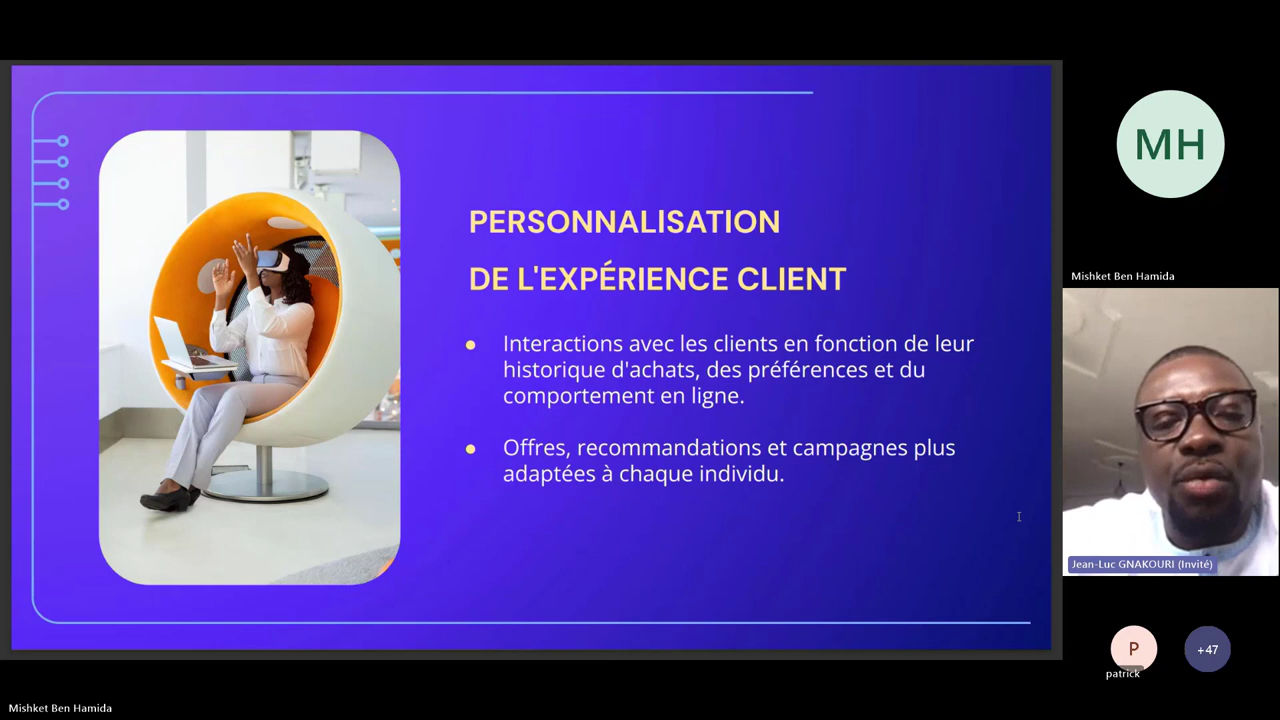 PERSONNALISATION
DE L'EXPÉRIENCE CLIENT
● Interactions avec les clients en fonction de leur
historique d'achats, des préférences et du
comportement en ligne.
● Offres, recommandations et campagnes plus
adaptées à chaque individu.
MH
Mishket Ben Hamida
Jean-Luc GNAKOURI (Invité)
P
patrick
+47
Mishket Ben Hamida